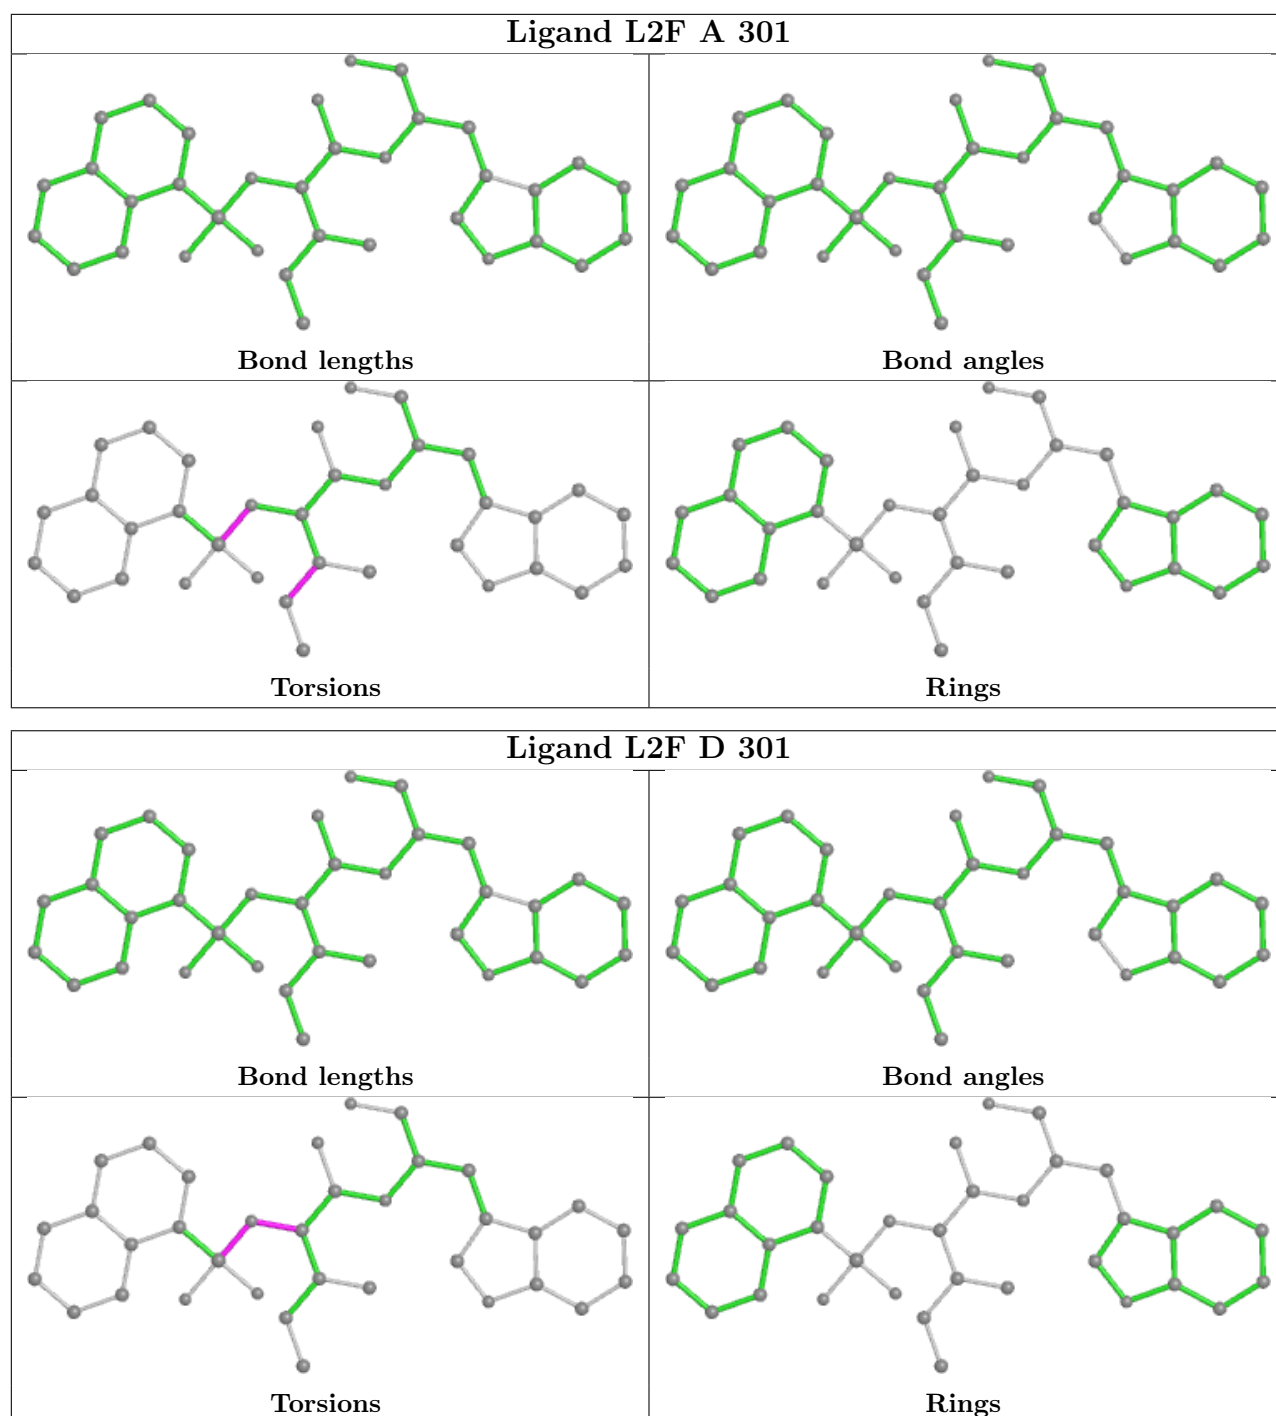 Ligand L2F A 301
Bond lengths
Bond angles
Torsions
Rings
Ligand L2F D 301
Bond lengths
Bond angles
Torsions
Rings